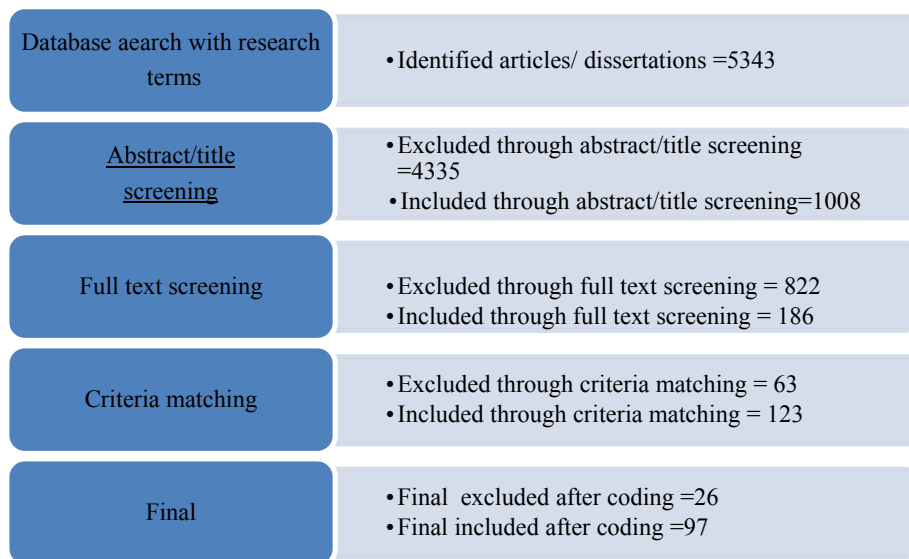 Database aearch with research
terms
•Identified articles/ dissertations =5343
Abstract/title
screening
•Excluded through abstract/title screening
=4335
•Included through abstract/title screening=1008
Full text screening
•Excluded through full text screening = 822
•Included through full text screening = 186
Criteria matching
•Excluded through criteria matching = 63
•Included through criteria matching = 123
Final
•Final excluded after coding =26
•Final included after coding =97